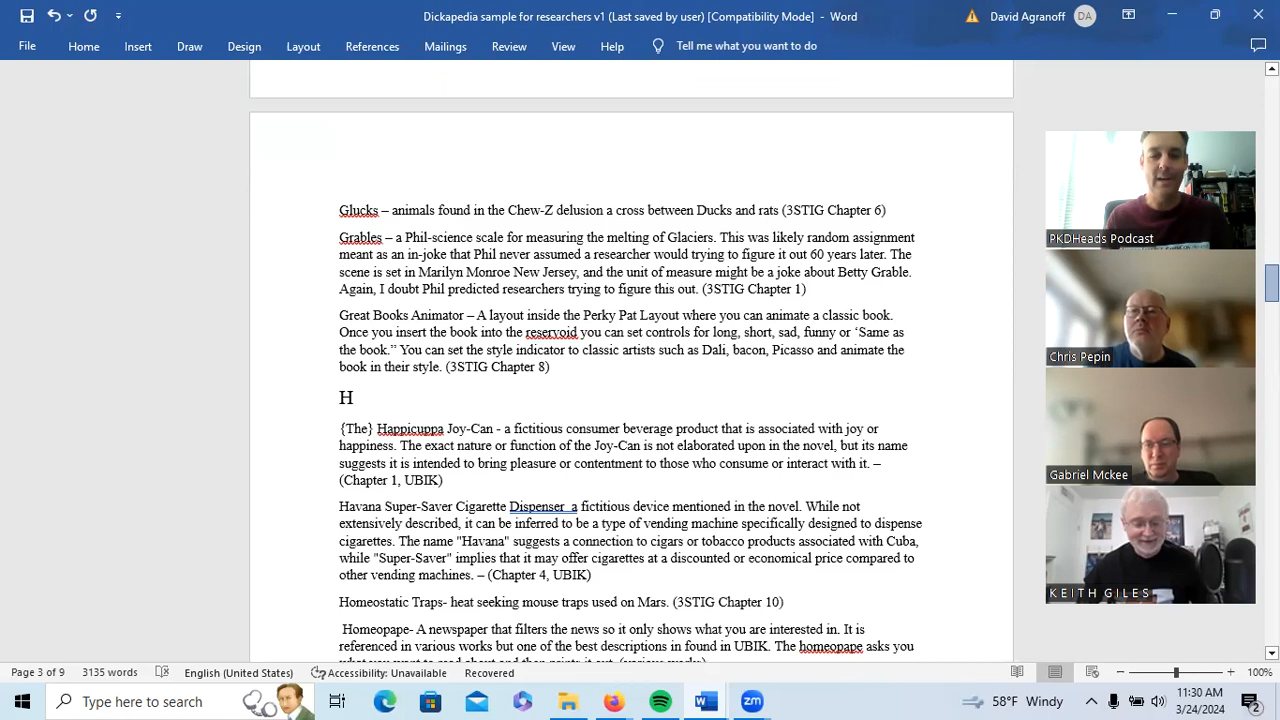 Dickapedia sample for researchers v1 (Last saved by user) [Compatibility Mode] - Word
David Agranoff
DA
File Home Insert Draw Design Layout References Mailings Review View Help Tell me what you want to do
Glucks – animals found in the Chew-Z delusion a cross between Ducks and rats (3STIG Chapter 6)
Grables – a Phil-science scale for measuring the melting of Glaciers. This was likely random assignment
meant as an in-joke that Phil never assumed a researcher would trying to figure it out 60 years later. The
scene is set in Marilyn Monroe New Jersey, and the unit of measure might be a joke about Betty Grable.
Again, I doubt Phil predicted researchers trying to figure this out. (3STIG Chapter 1)
Great Books Animator – A layout inside the Perky Pat Layout where you can animate a classic book.
Once you insert the book into the reservoid you can set controls for long, short, sad, funny or ‘Same as
the book.” You can set the style indicator to classic artists such as Dali, bacon, Picasso and animate the
book in their style. (3STIG Chapter 8)
H
{The} Happicuppa Joy-Can - a fictitious consumer beverage product that is associated with joy or
happiness. The exact nature or function of the Joy-Can is not elaborated upon in the novel, but its name
suggests it is intended to bring pleasure or contentment to those who consume or interact with it. –
(Chapter 1, UBIK)
Havana Super-Saver Cigarette Dispenser a fictitious device mentioned in the novel. While not
extensively described, it can be inferred to be a type of vending machine specifically designed to dispense
cigarettes. The name "Havana" suggests a connection to cigars or tobacco products associated with Cuba,
while "Super-Saver" implies that it may offer cigarettes at a discounted or economical price compared to
other vending machines. – (Chapter 4, UBIK)
Homeostatic Traps- heat seeking mouse traps used on Mars. (3STIG Chapter 10)
Homeopape- A newspaper that filters the news so it only shows what you are interested in. It is
referenced in various works but one of the best descriptions in found in UBIK. The homeopape asks you
what you want to read about and then prints it out. (various works)
PKDHeads Podcast
Chris Pepin
Gabriel Mckee
KEITH GILES
Page 3 of 9 3135 words English (United States) Accessibility: Unavailable Recovered 100%
Type here to search
58°F Windy
11:30 AM
3/24/2024
2